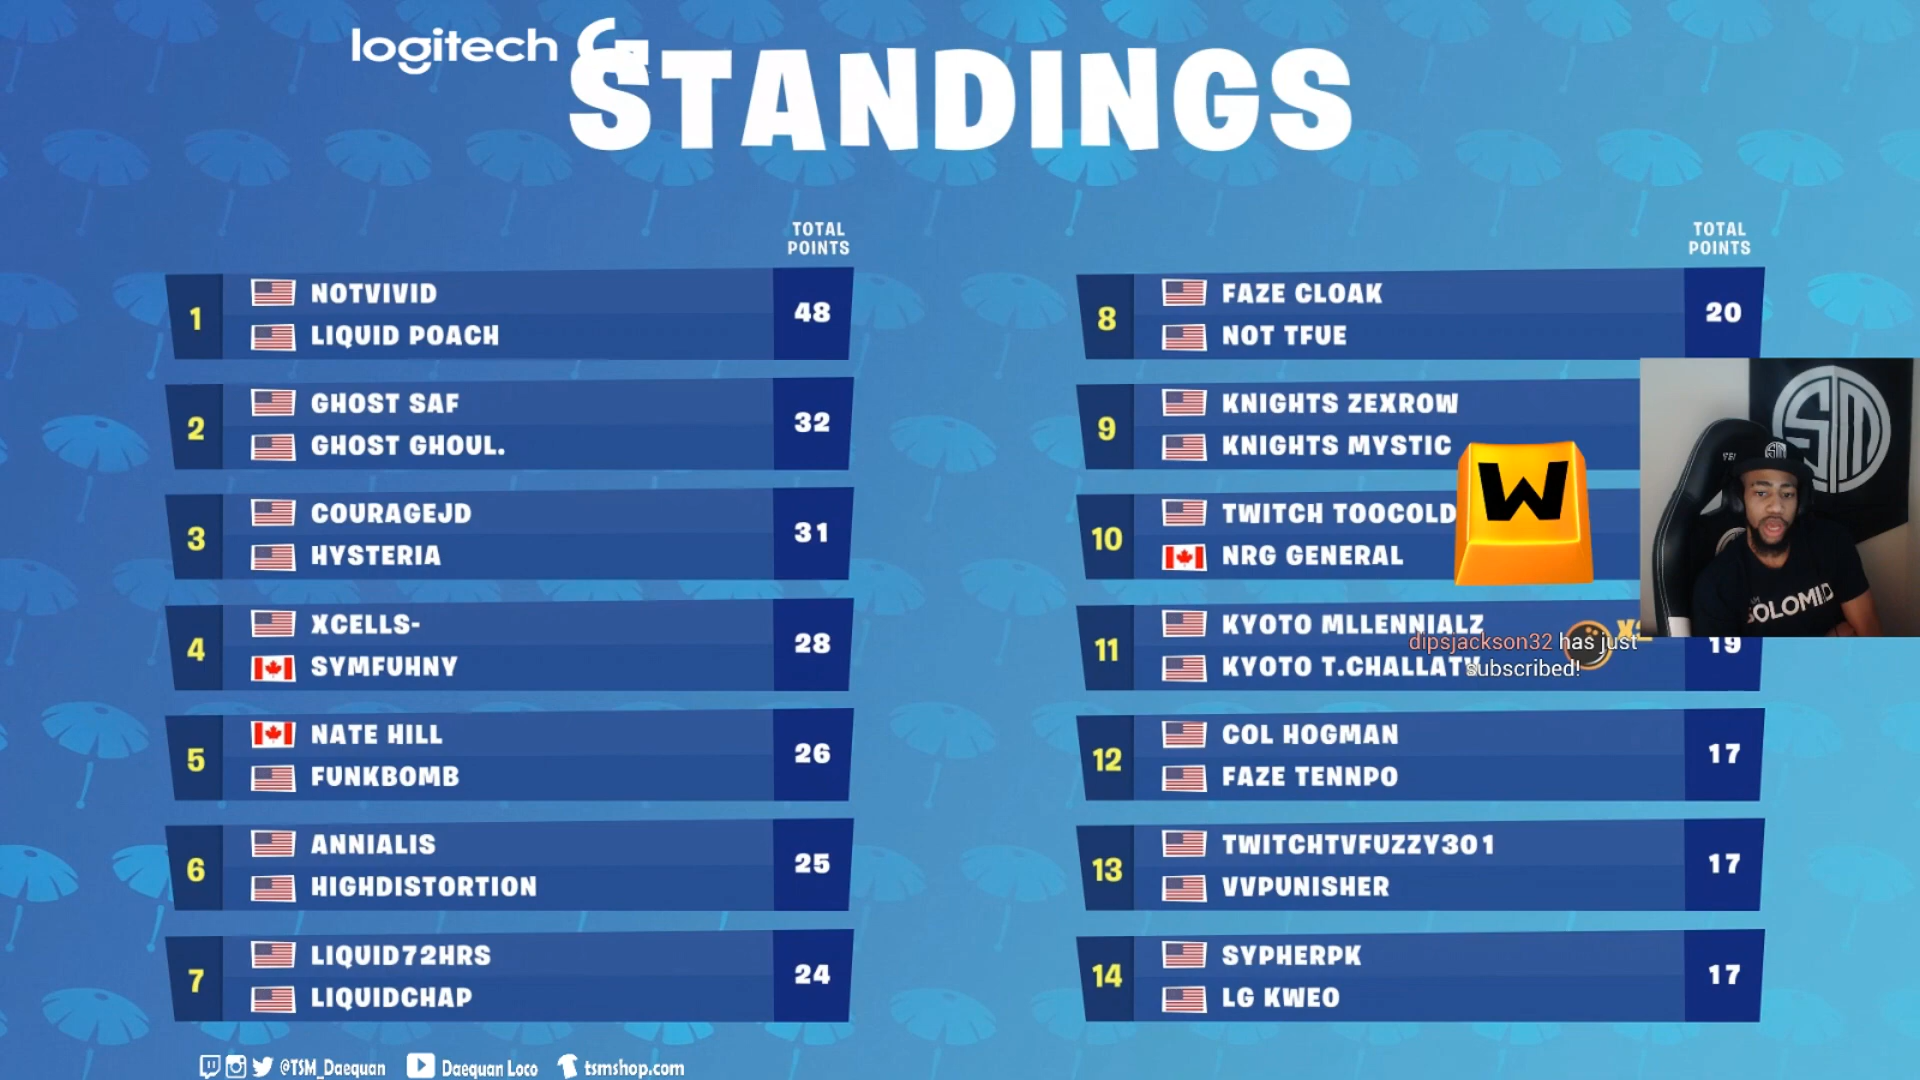 logitech G
STANDINGS
TOTAL
POINTS
1
NOTVIVID
LIQUID POACH
48
2
GHOST SAF
GHOST GHOUL.
32
3
COURAGEJD
HYSTERIA
31
4
XCELLS-
SYMFUHNY
28
5
NATE HILL
FUNKBOMB
26
6
ANNIALIS
HIGHDISTORTION
25
7
LIQUID72HRS
LIQUIDCHAP
24
TOTAL
POINTS
8
FAZE CLOAK
NOT TFUE
20
9
KNIGHTS ZEXROW
KNIGHTS MYSTIC
10
TWITCH TOOCOLD
NRG GENERAL
11
KYOTO MLLENNIALZ
KYOTO T.CHALLATV
19
12
COL HOGMAN
FAZE TENNPO
17
13
TWITCHTVFUZZY301
VVPUNISHER
17
14
SYPHERPK
LG KWEO
17
W
dipsjackson32 has just
subscribed!
@TSM_Daequan Daequan Loco tsmshop.com